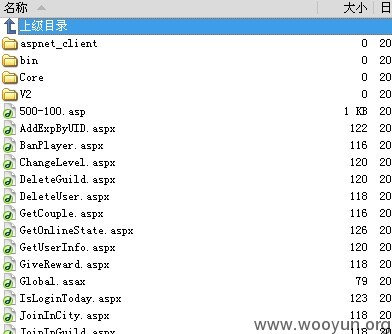 名称 大小 日
上级目录
aspnet_client 0 20
bin 0 20
Core 0 20
V2 0 20
500-100.asp 1 KB 20
AddExpByUID.aspx 122 20
BanPlayer.aspx 116 20
ChangeLevel.aspx 120 20
DeleteGuild.aspx 120 20
DeleteUser.aspx 118 20
GetCouple.aspx 116 20
GetOnlineState.aspx 126 20
GetUserInfo.aspx 120 20
GiveReward.aspx 118 20
Global.asax 79 20
IsLoginToday.aspx 123 20
JoinInCity.aspx 118 20
JoinInGuild.aspx
www.wooyun.org